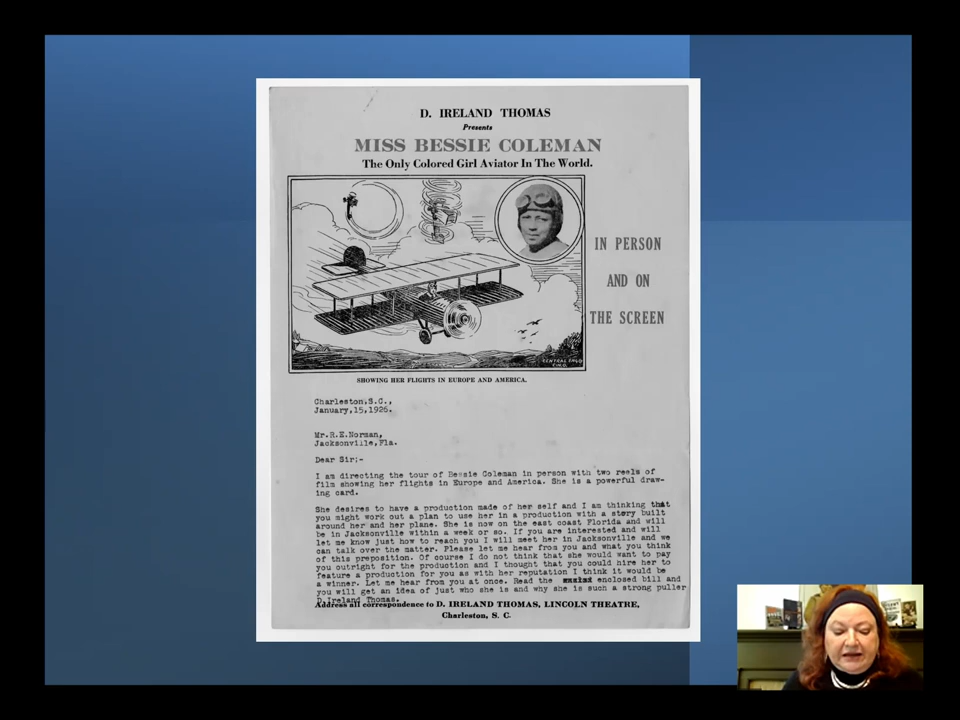 D. IRELAND THOMAS
Presents
MISS BESSIE COLEMAN
The Only Colored Girl Aviator In The World.
IN PERSON
AND ON
THE SCREEN
SHOWING HER FLIGHTS IN EUROPE AND AMERICA.
Charleston,S.C.,
January,15,1926.
Mr.R.E.Norman,
Jacksonville,Fla.
Dear Sir;-
I am directing the tour of Bessie Coleman in person with two reels of
film showing her flights in Europe and America. She is a powerful draw-
ing card.
She desires to have a production made of her self and I am thinking that
you might work out a plan to use her in a production with a story built
around her and her plane. She is now on the east coast Florida and will
be in Jacksonville within a week or so. If you are interested and will
let me know just how to reach you I will meet her in Jacksonville and we
can talk over the matter. Please let me hear from you and what you think
of this preposition. Of course I do not think that she would want to pay
you outright for the production and I thought that you could hire her to
feature a production for you as with her reputation I think it would be
a winner. Let me hear from you at once. Read the enclosed bill and
you will get an idea of just who she is and why she is such a strong puller
D.Ireland Thomas.
Address all correspondence to D. IRELAND THOMAS, LINCOLN THEATRE,
Charleston, S. C.